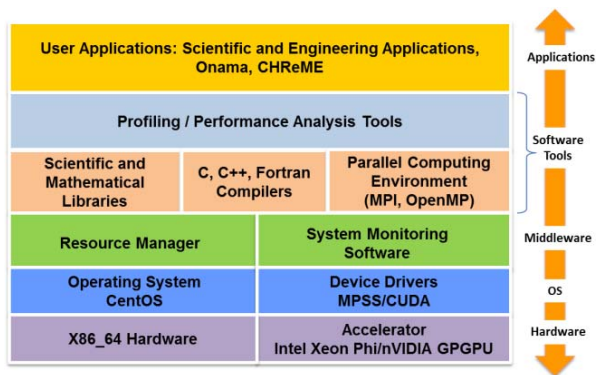 User Applications: Scientific and Engineering Applications,
Onama, CHReME
Applications
Profiling / Performance Analysis Tools
Software
Tools
Scientific and
Mathematical
Libraries
C, C++, Fortran
Compilers
Parallel Computing
Environment
(MPI, OpenMP)
Resource Manager
System Monitoring
Software
Middleware
Operating System
CentOS
Device Drivers
MPSS/CUDA
OS
X86_64 Hardware
Accelerator
Intel Xeon Phi/nVIDIA GPGPU
Hardware